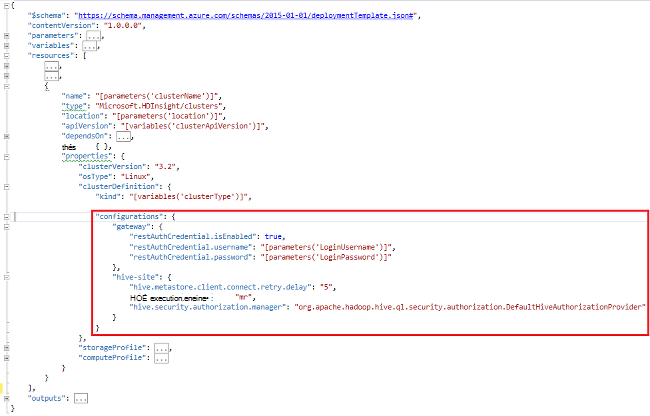 {
"$schema": "https://schema.management.azure.com/schemas/2015-01-01/deploymentTemplate.json#",
"contentVersion": "1.0.0.0",
"parameters": {...},
"variables": {...},
"resources": [
{...},
{...},
{
"name": "[parameters('clusterName')]",
"type": "Microsoft.HDInsight/clusters",
"location": "[parameters('location')]",
"apiVersion": "[variables('clusterApiVersion')]",
"dependsOn": [...],
thés { },
"properties": {
"clusterVersion": "3.2",
"osType": "Linux",
"clusterDefinition": {
"kind": "[variables('clusterType')]",
"configurations": {
"gateway": {
"restAuthCredential.isEnabled": true,
"restAuthCredential.username": "[parameters('LoginUsername')]",
"restAuthCredential.password": "[parameters('LoginPassword')]"
},
"hive-site": {
"hive.metastore.client.connect.retry.delay": "5",
HOÉ execution.eneiner : "mr",
"hive.security.authorization.manager": "org.apache.hadoop.hive.ql.security.authorization.DefaultHiveAuthorizationProvider"
}
}
},
"storageProfile": {...},
"computeProfile": {...}
}
}
],
"outputs": {...}
}